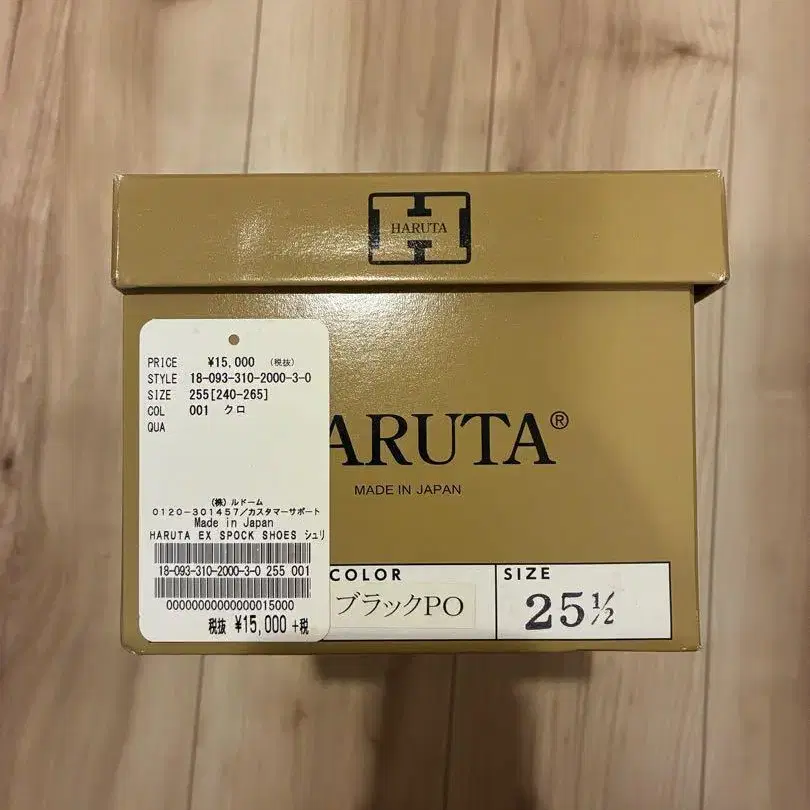 HARUTA
PRICE ¥15,000 (税抜)
STYLE 18-093-310-2000-3-0
SIZE 255[240-265]
COL 001 クロ
QUA
(株)ルドーム
0120-301457/カスタマーサポート
Made in Japan
HARUTA EX SPOCK SHOES シュリ
18-093-310-2000-3-0 255 001
00000000000000015000
税抜 ¥15,000 +税
ARUTA®
MADE IN JAPAN
COLOR
ブラックPO
SIZE
25½